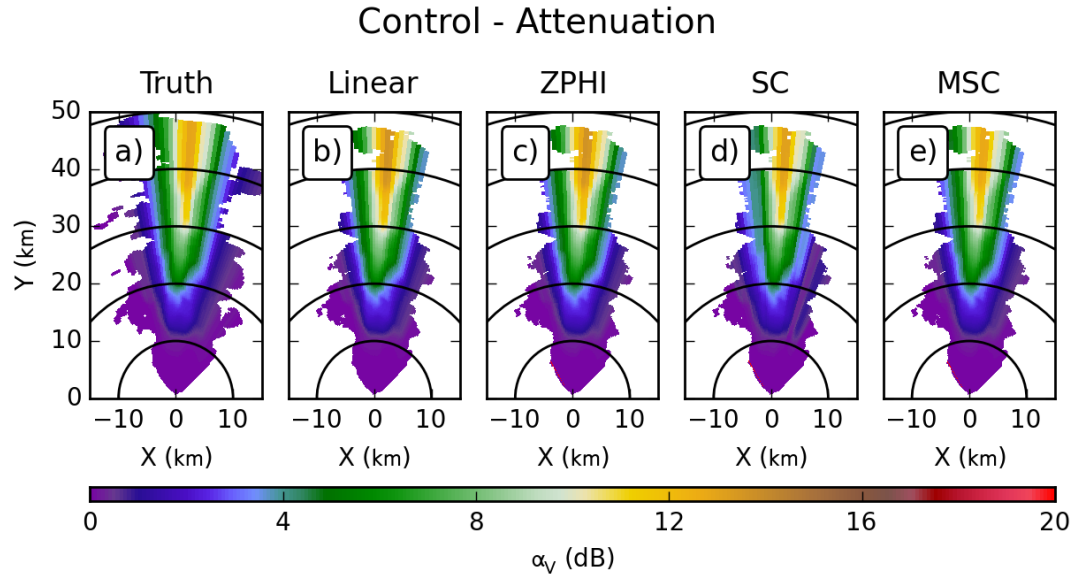 Control - Attenuation
Truth Linear ZPHI SC MSC
a) b) c) d) e)
50
40
30
20
10
0
Y (km)
−10 0 10 −10 0 10 −10 0 10 −10 0 10 −10 0 10
X (km) X (km) X (km) X (km) X (km)
0 4 8 12 16 20
αV (dB)